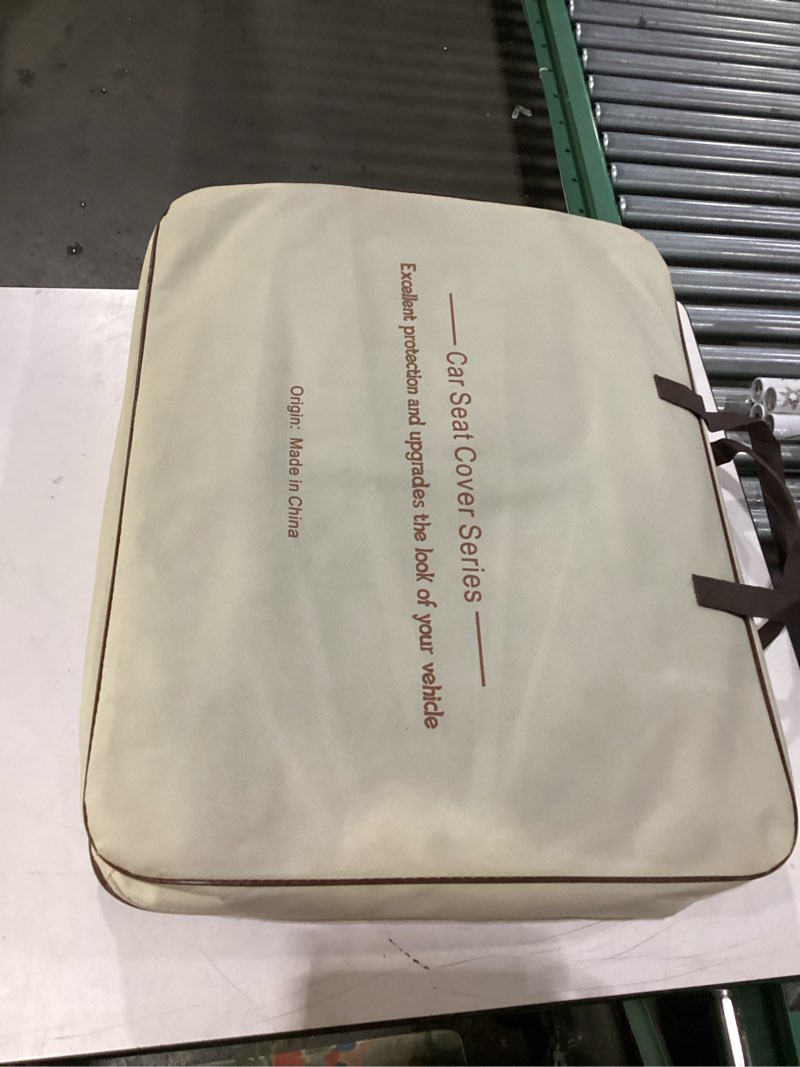 Car Seat Cover Series
Excellent protection and upgrades the look of your vehicle
Origin: Made in China